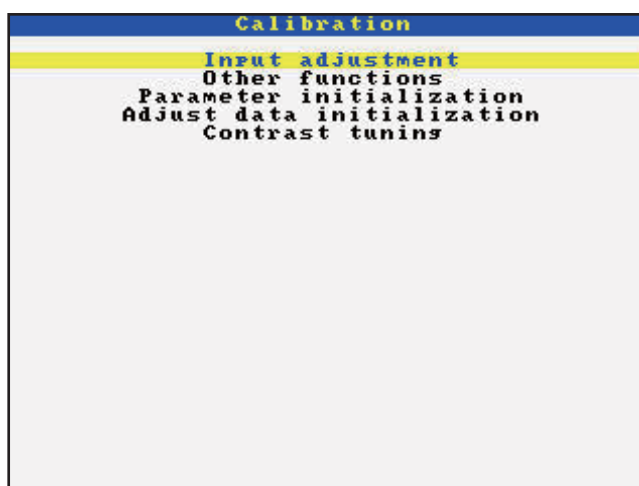 Calibration
Input adjustment
Other functions
Parameter initialization
Adjust data initialization
Contrast tuning